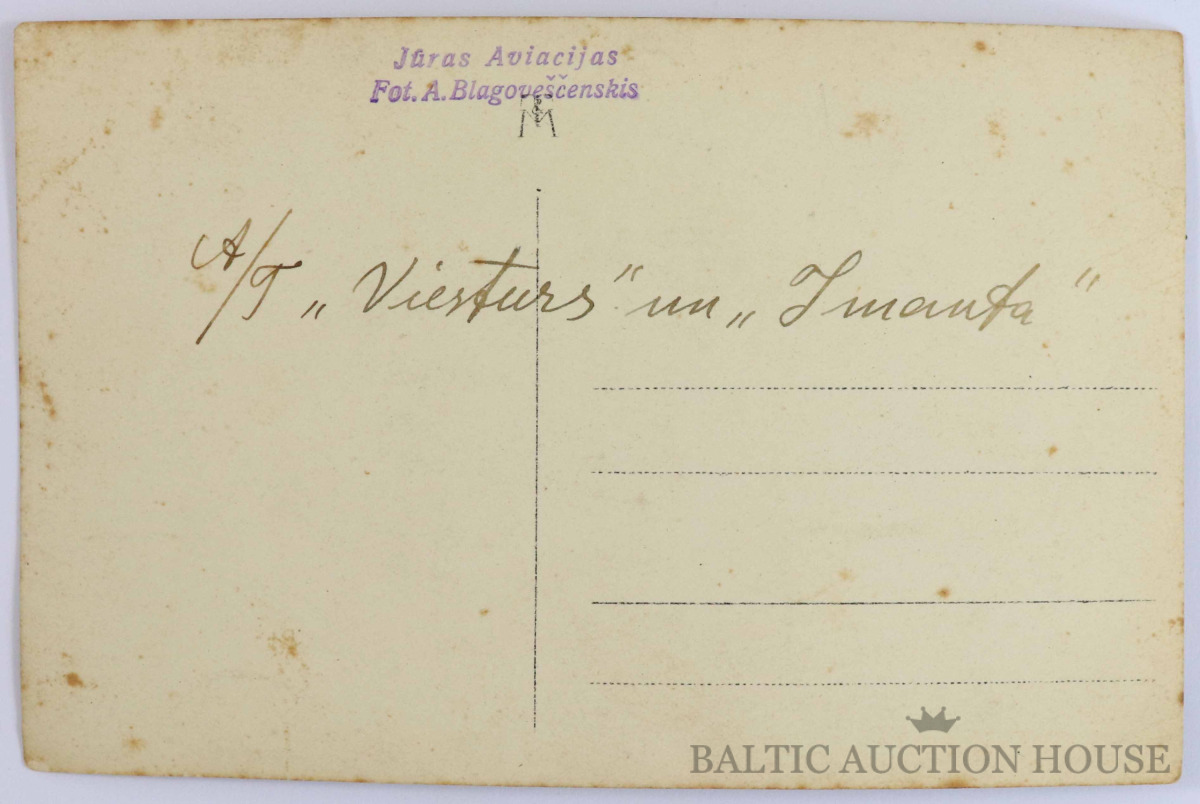 Jūras Aviacijas
Fot. A. Blagoveščenskis
A/T „Viesturs" un „Imanta"
BALTIC AUCTION HOUSE